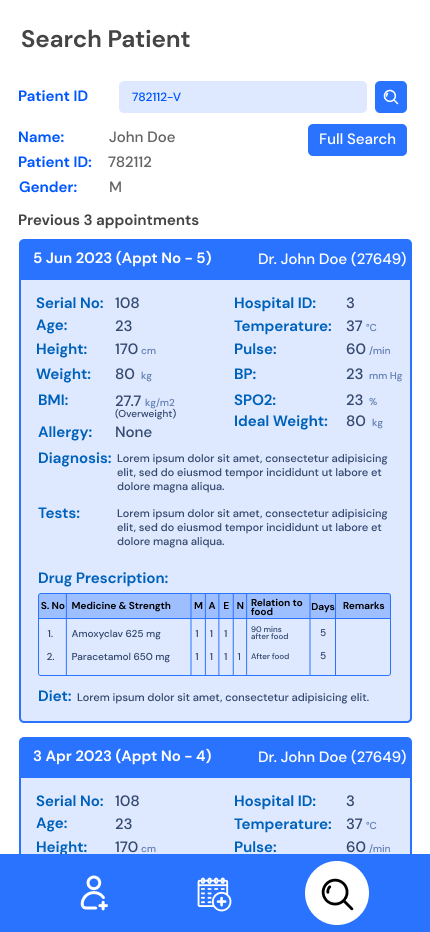 Search Patient
Patient ID 782112-V
Name: John Doe Full Search
Patient ID: 782112
Gender: M
Previous 3 appointments
5 Jun 2023 (Appt No - 5) Dr. John Doe (27649)
Serial No: 108 Hospital ID: 3
Age: 23 Temperature: 37 °C
Height: 170 cm Pulse: 60 /min
Weight: 80 kg BP: 23 mm Hg
BMI: 27.7 kg/m2 SPO2: 23 %
(Overweight) Ideal Weight: 80 kg
Allergy: None
Diagnosis: Lorem ipsum dolor sit amet, consectetur adipisicing
elit, sed do eiusmod tempor incididunt ut labore et
dolore magna aliqua.
Tests: Lorem ipsum dolor sit amet, consectetur adipisicing
elit, sed do eiusmod tempor incididunt ut labore et
dolore magna aliqua.
Drug Prescription:
S. No Medicine & Strength M A E N Relation to food Days Remarks
1. Amoxyclav 625 mg 1 1 1 90 mins after food 5
2. Paracetamol 650 mg 1 1 1 1 After food 5
Diet: Lorem ipsum dolor sit amet, consectetur adipisicing elit.
3 Apr 2023 (Appt No - 4) Dr. John Doe (27649)
Serial No: 108 Hospital ID: 3
Age: 23 Temperature: 37 °C
Height: 170 cm Pulse: 60 /min